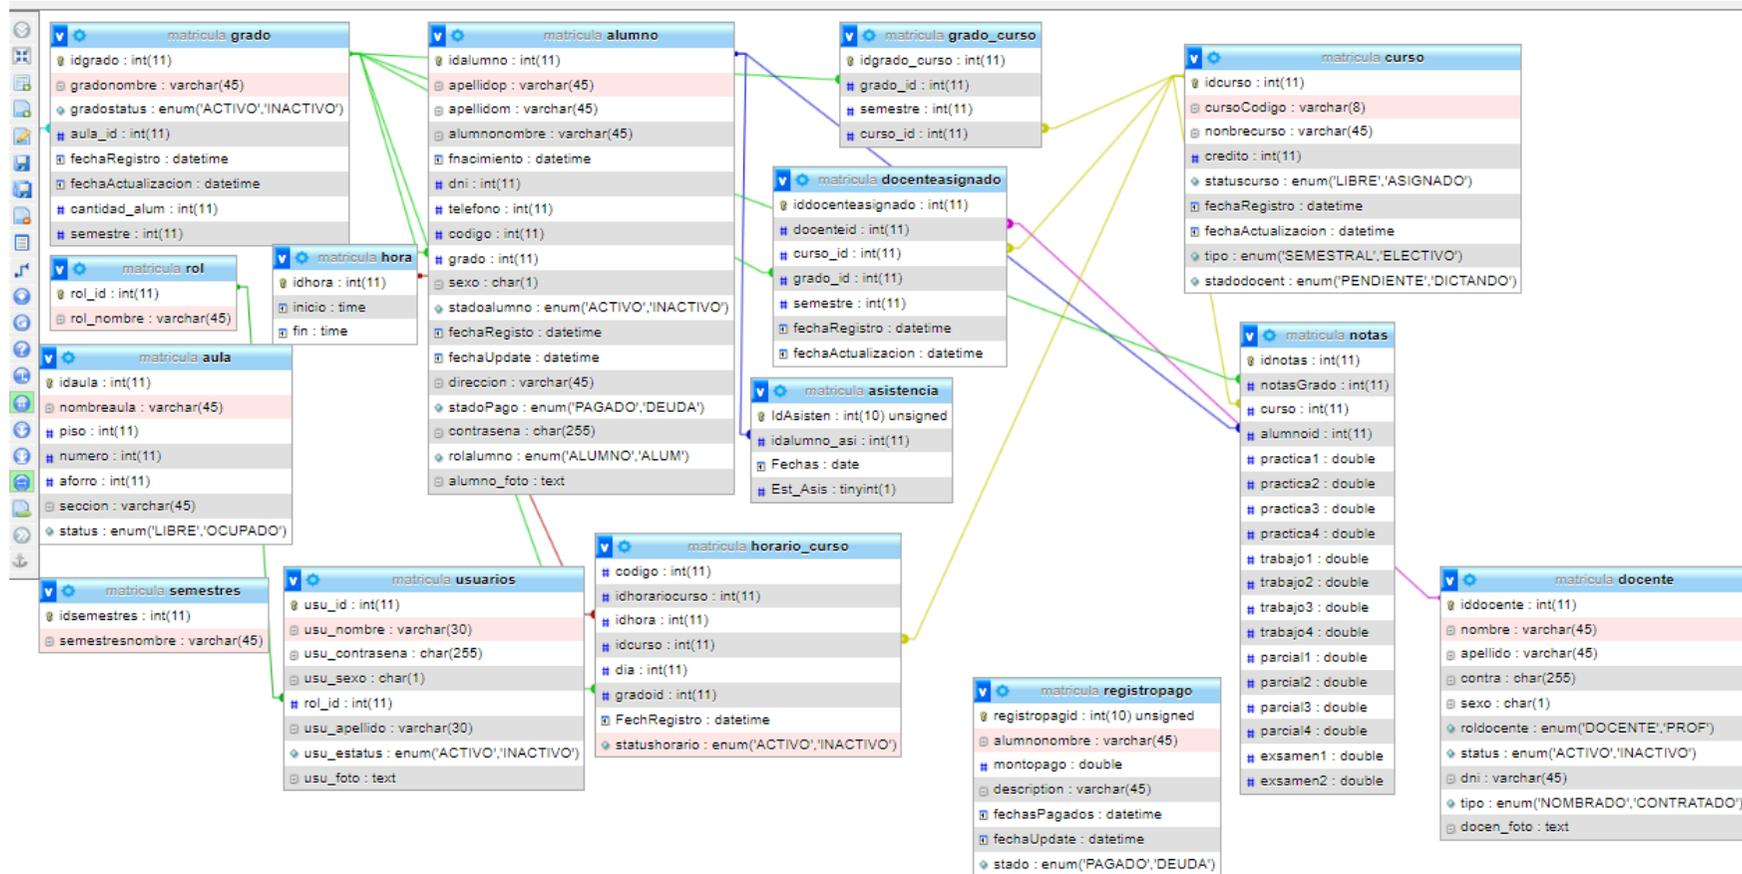 matricula grado
idgrado : int(11)
gradonombre : varchar(45)
gradostatus : enum('ACTIVO','INACTIVO')
aula_id : int(11)
fechaRegistro : datetime
fechaActualizacion : datetime
cantidad_alum : int(11)
semestre : int(11)
matricula rol
rol_id : int(11)
rol_nombre : varchar(45)
matricula hora
idhora : int(11)
inicio : time
fin : time
matricula aula
idaula : int(11)
nombreaula : varchar(45)
piso : int(11)
numero : int(11)
aforro : int(11)
seccion : varchar(45)
status : enum('LIBRE','OCUPADO')
matricula semestres
idsemestres : int(11)
semestresnombre : varchar(45)
matricula alumno
idalumno : int(11)
apellidop : varchar(45)
apellidom : varchar(45)
alumnonombre : varchar(45)
fnacimiento : datetime
dni : int(11)
telefono : int(11)
codigo : int(11)
grado : int(11)
sexo : char(1)
stadoalumno : enum('ACTIVO','INACTIVO')
fechaRegisto : datetime
fechaUpdate : datetime
direccion : varchar(45)
stadoPago : enum('PAGADO','DEUDA')
contrasena : char(255)
rolalumno : enum('ALUMNO','ALUM')
alumno_foto : text
matricula usuarios
usu_id : int(11)
usu_nombre : varchar(30)
usu_contrasena : char(255)
usu_sexo : char(1)
rol_id : int(11)
usu_apellido : varchar(30)
usu_estatus : enum('ACTIVO','INACTIVO')
usu_foto : text
matricula grado_curso
idgrado_curso : int(11)
grado_id : int(11)
semestre : int(11)
curso_id : int(11)
matricula docenteasignado
iddocenteasignado : int(11)
docenteid : int(11)
curso_id : int(11)
grado_id : int(11)
semestre : int(11)
fechaRegistro : datetime
fechaActualizacion : datetime
matricula asistencia
IdAsisten : int(10) unsigned
idalumno_asi : int(11)
Fechas : date
Est_Asis : tinyint(1)
matricula horario_curso
codigo : int(11)
idhorariocurso : int(11)
idhora : int(11)
idcurso : int(11)
dia : int(11)
gradoid : int(11)
FechRegistro : datetime
statushorario : enum('ACTIVO','INACTIVO')
matricula registropago
registropagid : int(10) unsigned
alumnonombre : varchar(45)
montopago : double
description : varchar(45)
fechasPagados : datetime
fechaUpdate : datetime
stado : enum('PAGADO','DEUDA')
matricula curso
idcurso : int(11)
cursoCodigo : varchar(8)
nonbrecurso : varchar(45)
credito : int(11)
statuscurso : enum('LIBRE','ASIGNADO')
fechaRegistro : datetime
fechaActualizacion : datetime
tipo : enum('SEMESTRAL','ELECTIVO')
stadodocent : enum('PENDIENTE','DICTANDO')
matricula notas
idnotas : int(11)
notasGrado : int(11)
curso : int(11)
alumnoid : int(11)
practica1 : double
practica2 : double
practica3 : double
practica4 : double
trabajo1 : double
trabajo2 : double
trabajo3 : double
trabajo4 : double
parcial1 : double
parcial2 : double
parcial3 : double
parcial4 : double
exsamen1 : double
exsamen2 : double
matricula docente
iddocente : int(11)
nombre : varchar(45)
apellido : varchar(45)
contra : char(255)
sexo : char(1)
roldocente : enum('DOCENTE','PROF')
status : enum('ACTIVO','INACTIVO')
dni : varchar(45)
tipo : enum('NOMBRADO','CONTRATADO')
docen_foto : text